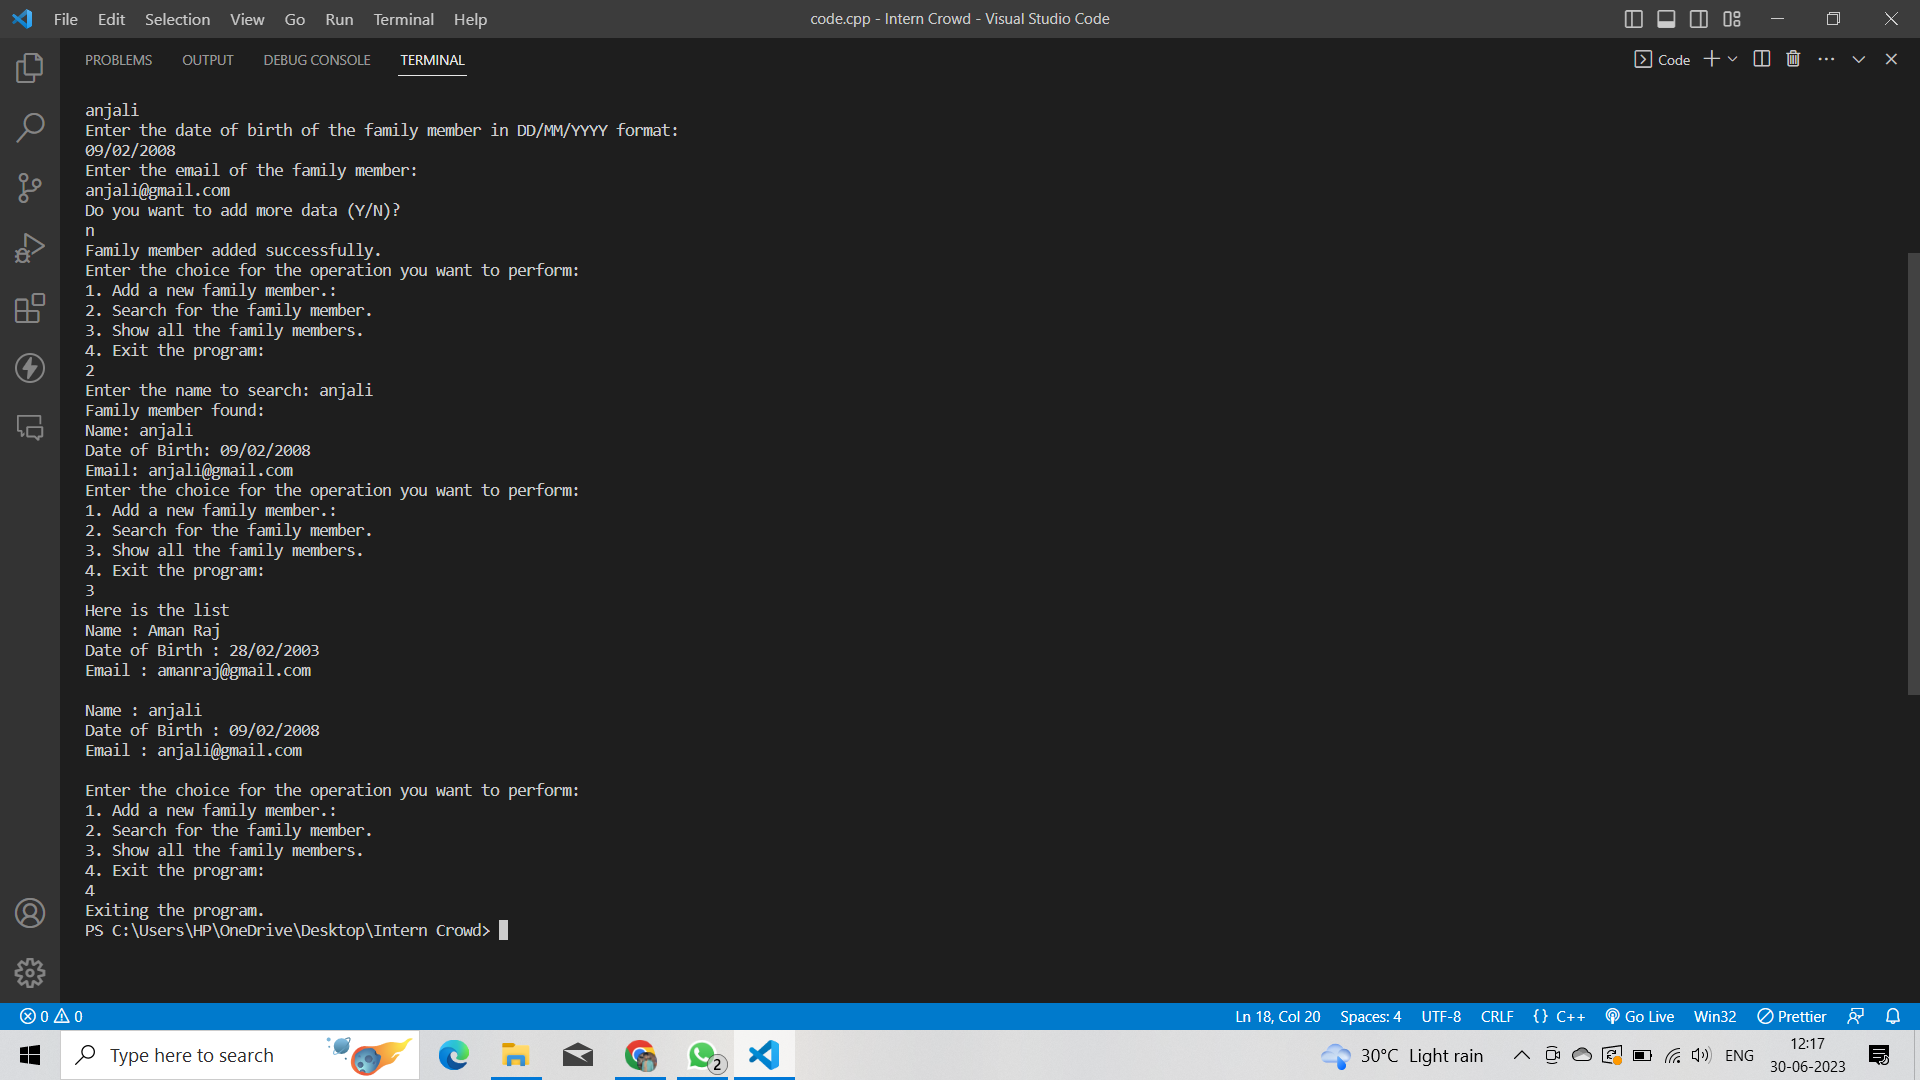 File Edit Selection View Go Run Terminal Help code.cpp - Intern Crowd - Visual Studio Code
PROBLEMS OUTPUT DEBUG CONSOLE TERMINAL Code
anjali
Enter the date of birth of the family member in DD/MM/YYYY format:
09/02/2008
Enter the email of the family member:
anjali@gmail.com
Do you want to add more data (Y/N)?
n
Family member added successfully.
Enter the choice for the operation you want to perform:
1. Add a new family member.:
2. Search for the family member.
3. Show all the family members.
4. Exit the program:
2
Enter the name to search: anjali
Family member found:
Name: anjali
Date of Birth: 09/02/2008
Email: anjali@gmail.com
Enter the choice for the operation you want to perform:
1. Add a new family member.:
2. Search for the family member.
3. Show all the family members.
4. Exit the program:
3
Here is the list
Name : Aman Raj
Date of Birth : 28/02/2003
Email : amanraj@gmail.com
Name : anjali
Date of Birth : 09/02/2008
Email : anjali@gmail.com
Enter the choice for the operation you want to perform:
1. Add a new family member.:
2. Search for the family member.
3. Show all the family members.
4. Exit the program:
4
Exiting the program.
PS C:\Users\HP\OneDrive\Desktop\Intern Crowd>
0 0 Ln 18, Col 20 Spaces: 4 UTF-8 CRLF {} C++ Go Live Win32 Prettier
Type here to search 2 30°C Light rain ENG 12:17
30-06-2023